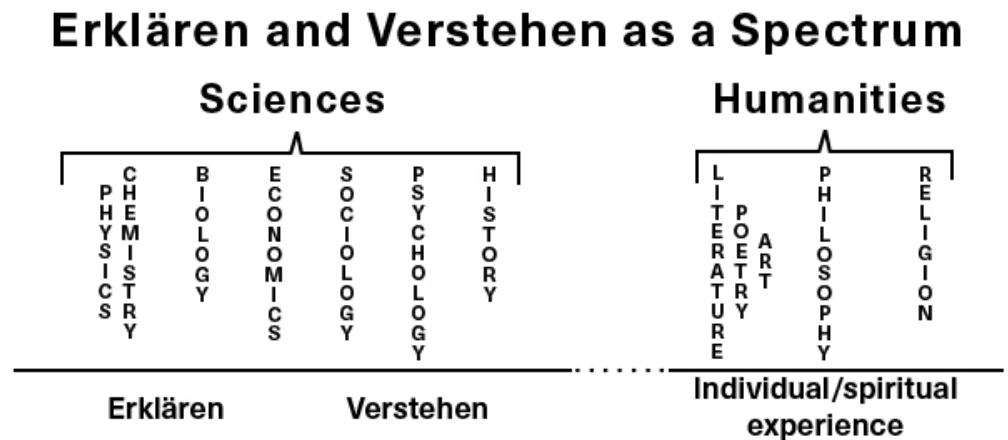 Erklären and Verstehen as a Spectrum
Sciences
Humanities
PHYSICS
CHEMISTRY
BIOLOGY
ECONOMICS
SOCIOLOGY
PSYCHOLOGY
HISTORY
LITERATURE
POETRY
ART
PHILOSOPHY
RELIGION
Erklären
Verstehen
Individual/spiritual
experience